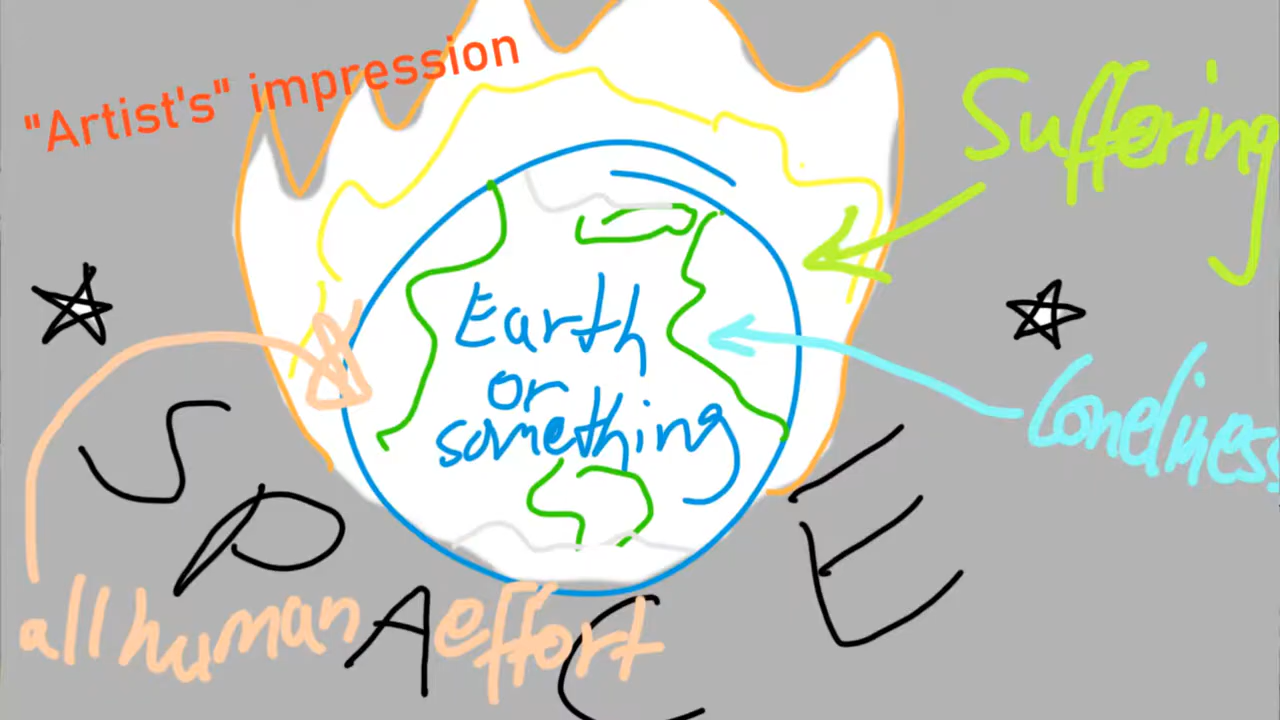 "Artist's" impression
Suffering
Earth
or
something
Loneliness
SPACE
all human effort